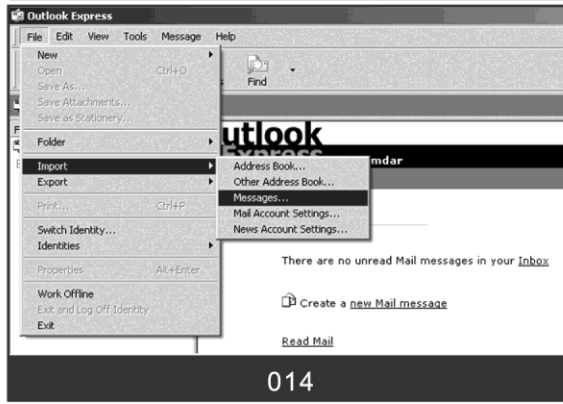 Outlook Express
File Edit View Tools Message Help
New
Open Ctrl+O
Save As...
Save Attachments...
Save as Stationery...
Folder
Import
Export
Print... Ctrl+P
Switch Identity...
Identities
Properties Alt+Enter
Work Offline
Exit and Log Off Identity
Exit
Find
utlook
Express
mdar
Address Book...
Other Address Book...
Messages...
Mail Account Settings...
News Account Settings...
There are no unread Mail messages in your Inbox
Create a new Mail message
Read Mail
014